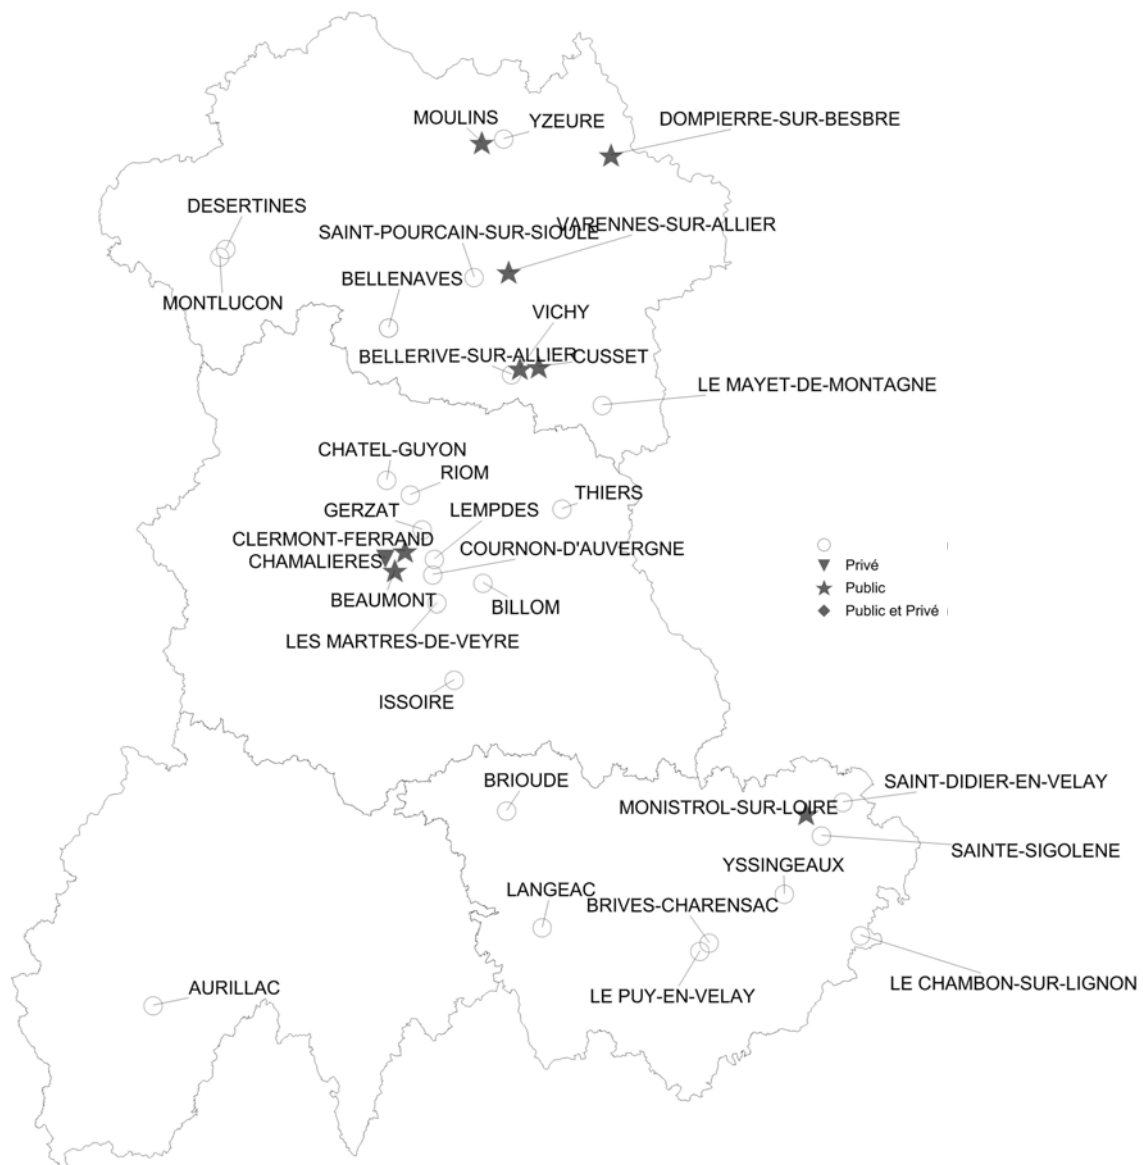 MOULINS
YZEURE
DOMPIERRE-SUR-BESBRE
DESERTINES
SAINT-POURCAIN-SUR-SIOULE
VARENNES-SUR-ALLIER
BELLENAVES
MONTLUCON
VICHY
BELLERIVE-SUR-ALLIER
CUSSET
LE MAYET-DE-MONTAGNE
CHATEL-GUYON
RIOM
THIERS
GERZAT
LEMPDES
CLERMONT-FERRAND
COURNON-D'AUVERGNE
CHAMALIERES
BEAUMONT
BILLOM
LES MARTRES-DE-VEYRE
ISSOIRE
Privé
Public
Public et Privé
BRIOUDE
SAINT-DIDIER-EN-VELAY
MONISTROL-SUR-LOIRE
SAINTE-SIGOLENE
YSSINGEAUX
LANGEAC
BRIVES-CHARENSAC
LE CHAMBON-SUR-LIGNON
LE PUY-EN-VELAY
AURILLAC